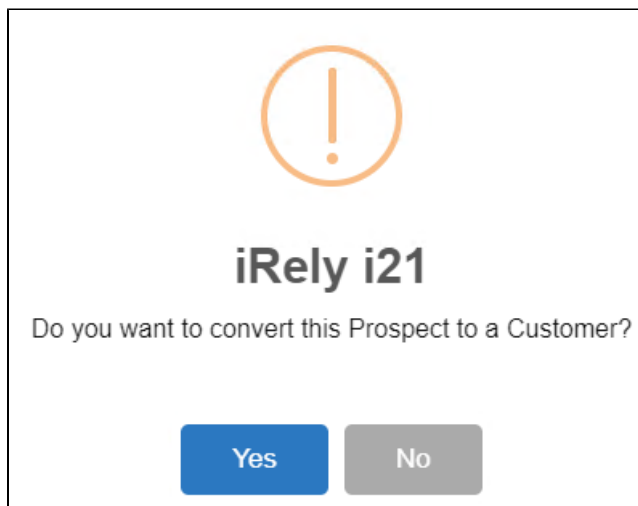 iRely i21
Do you want to convert this Prospect to a Customer?
Yes No